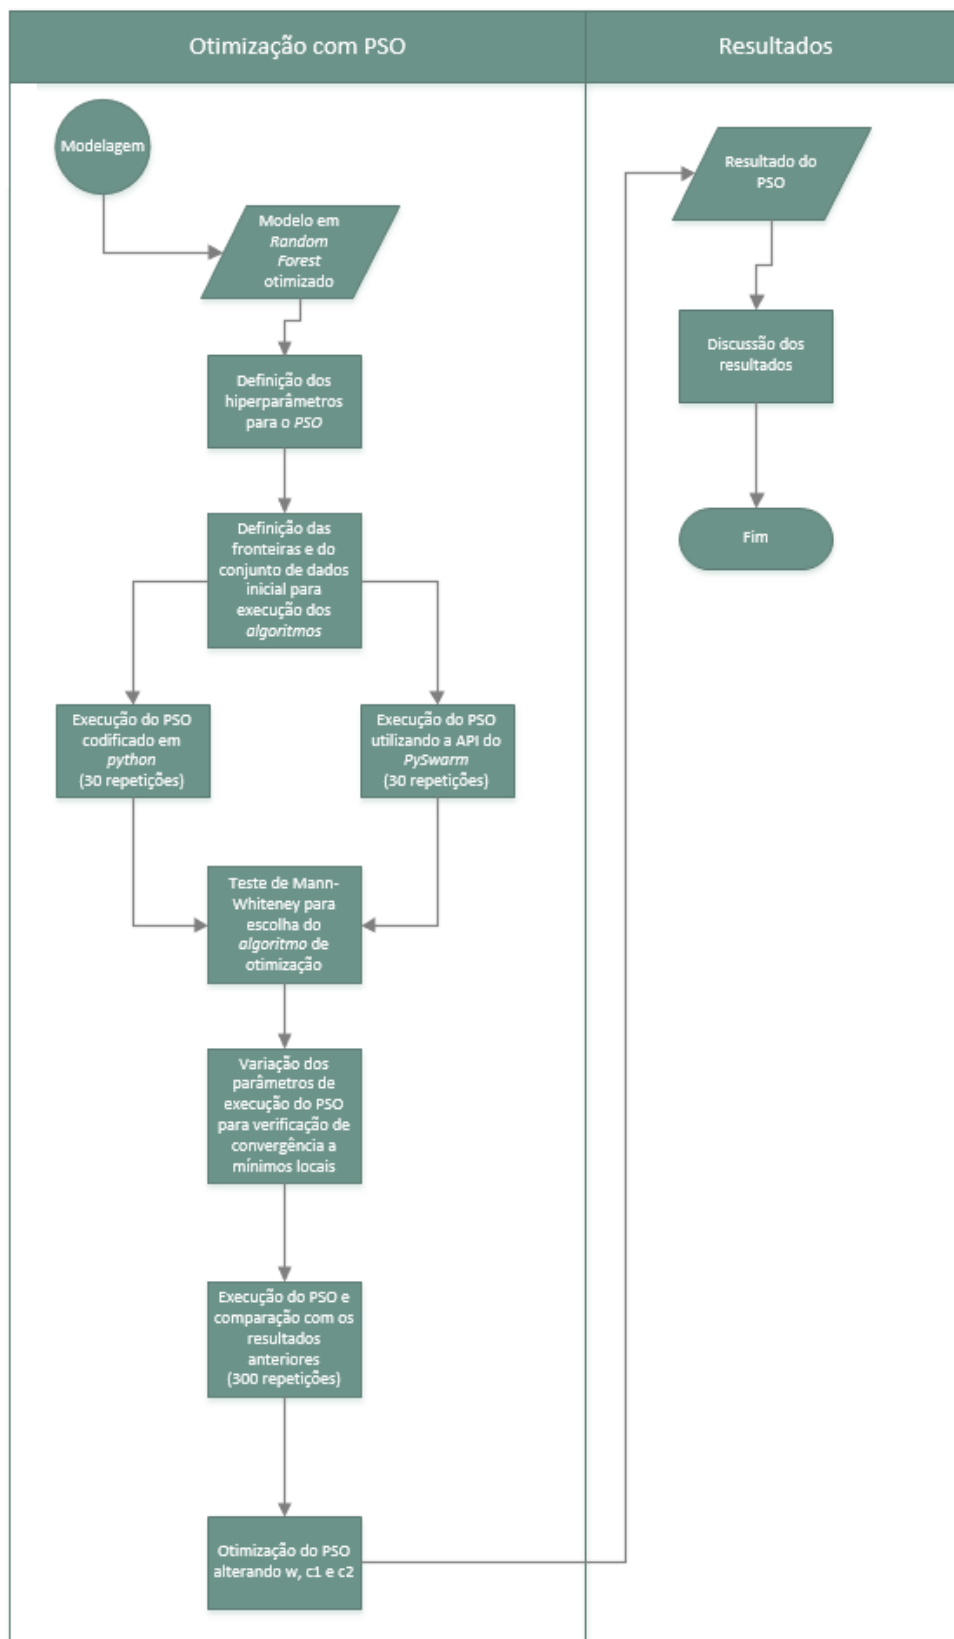 Otimização com PSO
Resultados
Modelagem
Modelo em
Random
Forest
otimizado
Definição dos
hiperparâmetros
para o PSO
Definição das
fronteiras e do
conjunto de dados
inicial para
execução dos
algoritmos
Execução do PSO
codificado em
python
(30 repetições)
Execução do PSO
utilizando a API do
PySwarm
(30 repetições)
Teste de Mann-
Whiteney para
escolha do
algoritmo de
otimização
Variação dos
parâmetros de
execução do PSO
para verificação de
convergência a
mínimos locais
Execução do PSO e
comparação com os
resultados
anteriores
(300 repetições)
Otimização do PSO
alterando w, c1 e c2
Resultado do
PSO
Discussão dos
resultados
Fim